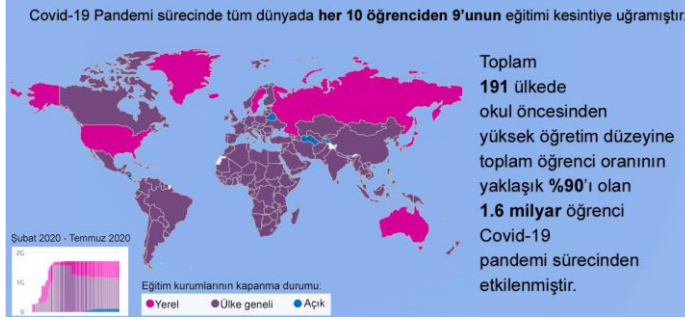 Covid-19 Pandemi sürecinde tüm dünyada her 10 öğrenciden 9'unun eğitimi kesintiye uğramıştır.
Toplam
191 ülkede
okul öncesinden
yüksek öğretim düzeyine
toplam öğrenci oranının
yaklaşık %90'ı olan
1.6 milyar öğrenci
Covid-19
pandemi sürecinden
etkilenmiştir.
Şubat 2020 - Temmuz 2020
2G
1G
0
Eğitim kurumlarının kapanma durumu:
Yerel Ülke geneli Açık